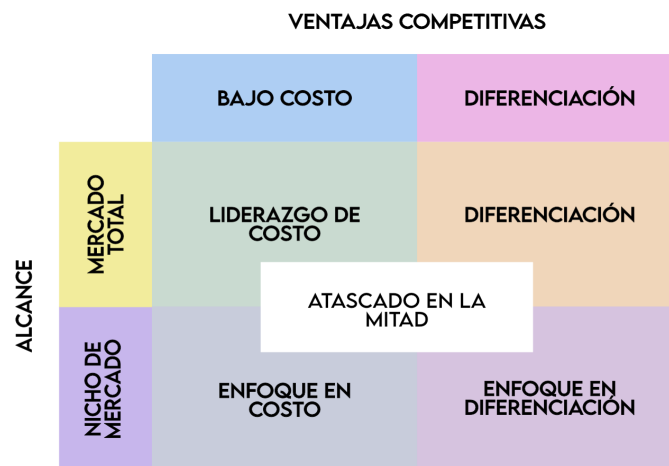 VENTAJAS COMPETITIVAS
BAJO COSTO
DIFERENCIACIÓN
ALCANCE
MERCADO
TOTAL
LIDERAZGO DE
COSTO
DIFERENCIACIÓN
ATASCADO EN LA
MITAD
NICHO DE
MERCADO
ENFOQUE EN
COSTO
ENFOQUE EN
DIFERENCIACIÓN